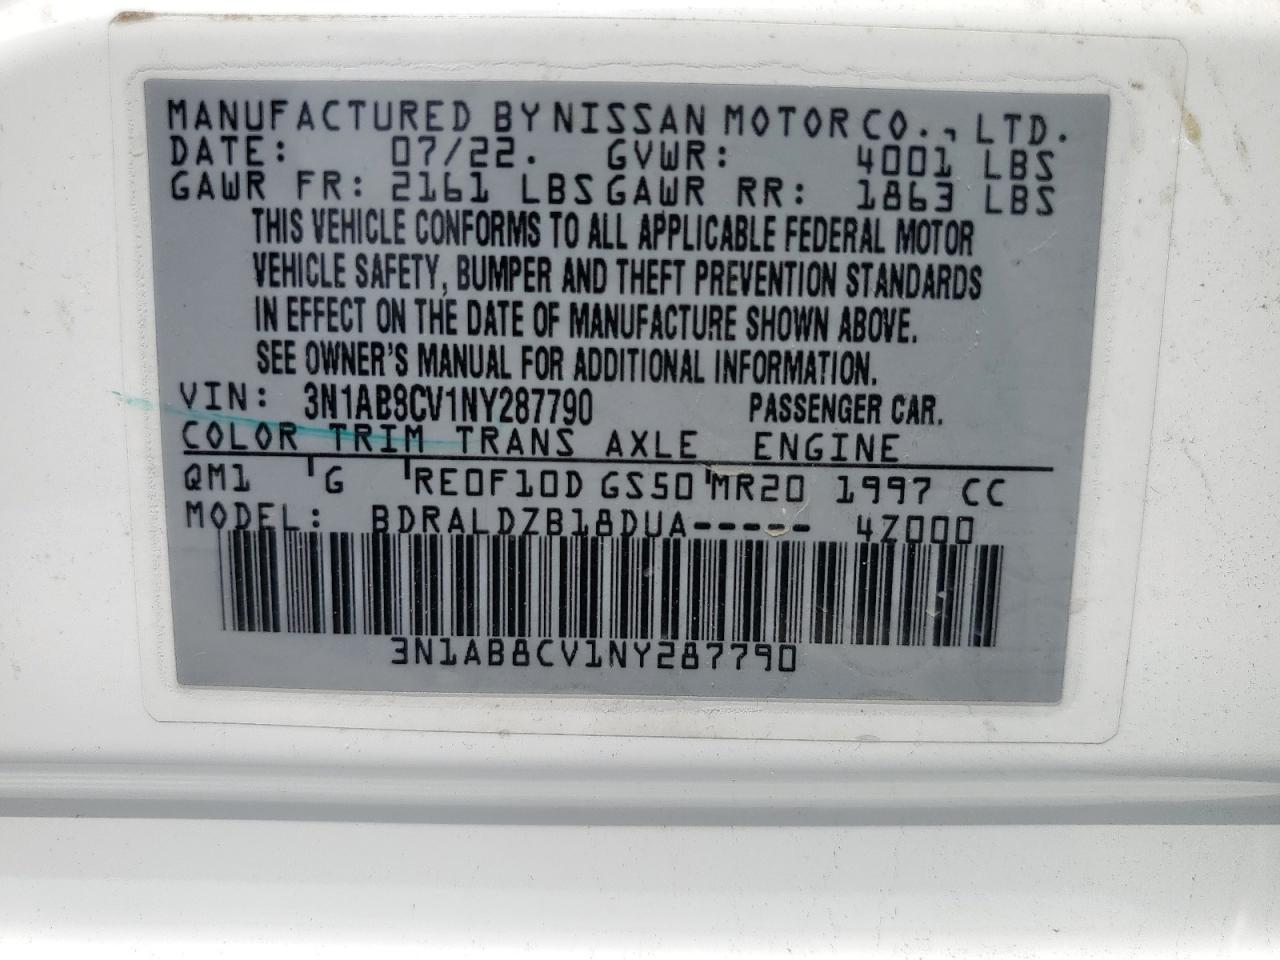 MANUFACTURED BY NISSAN MOTOR CO., LTD.
DATE: 07/22. GVWR: 4001 LBS
GAWR FR: 2161 LBS GAWR RR: 1863 LBS
THIS VEHICLE CONFORMS TO ALL APPLICABLE FEDERAL MOTOR
VEHICLE SAFETY, BUMPER AND THEFT PREVENTION STANDARDS
IN EFFECT ON THE DATE OF MANUFACTURE SHOWN ABOVE.
SEE OWNER'S MANUAL FOR ADDITIONAL INFORMATION.
VIN: 3N1AB8CV1NY287790 PASSENGER CAR.
COLOR TRIM TRANS AXLE ENGINE
QM1 G RE0F10D GS50 MR20 1997 CC
MODEL: BDRALDZB18DUA----- 4Z000
3N1AB8CV1NY287790